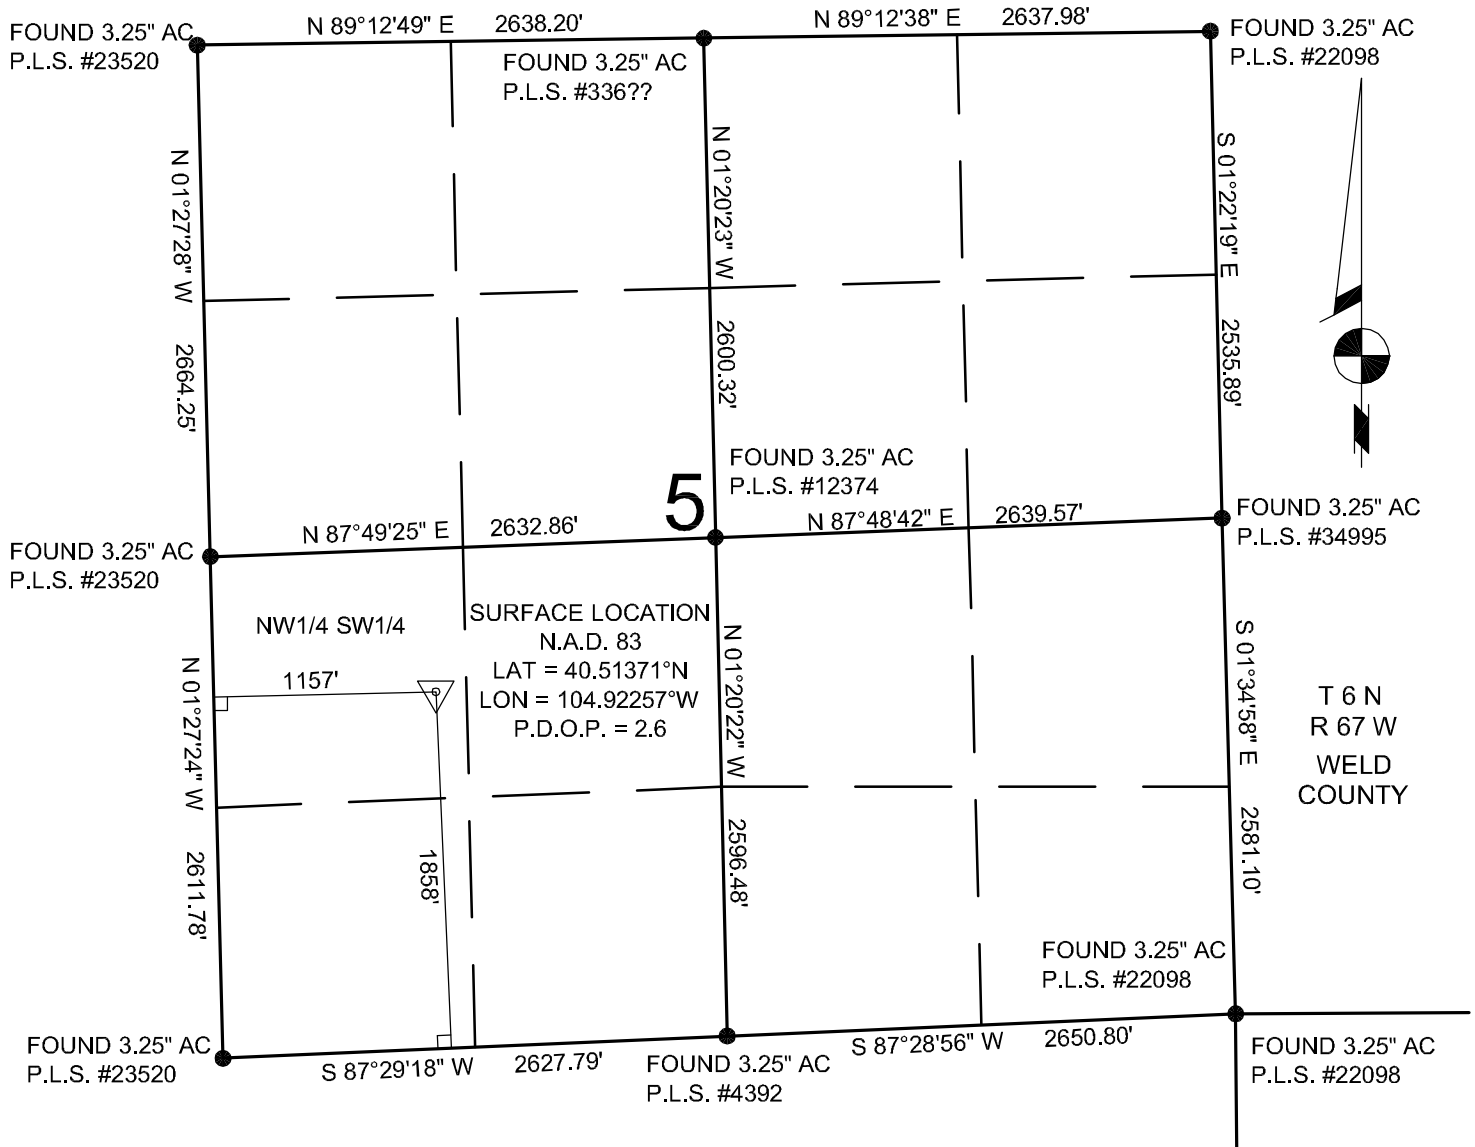 N 89°12'49" E 2638.20'
N 89°12'38" E 2637.98'
FOUND 3.25" AC
P.L.S. #23520
FOUND 3.25" AC
P.L.S. #336??
FOUND 3.25" AC
P.L.S. #22098
N 01°27'28" W 2664.25'
N 01°20'23" W 2600.32'
S 01°22'19" E 2535.89'
FOUND 3.25" AC
P.L.S. #12374
5
N 87°49'25" E 2632.86'
N 87°48'42" E 2639.57'
FOUND 3.25" AC
P.L.S. #34995
FOUND 3.25" AC
P.L.S. #23520
NW1/4 SW1/4
SURFACE LOCATION
N.A.D. 83
LAT = 40.51371°N
LON = 104.92257°W
P.D.O.P. = 2.6
1157'
1858'
N 01°27'24" W 2611.78'
N 01°20'22" W 2596.48'
S 01°34'58" E 2581.10'
T 6 N
R 67 W
WELD
COUNTY
FOUND 3.25" AC
P.L.S. #22098
FOUND 3.25" AC
P.L.S. #23520
S 87°29'18" W 2627.79'
FOUND 3.25" AC
P.L.S. #4392
S 87°28'56" W 2650.80'
FOUND 3.25" AC
P.L.S. #22098